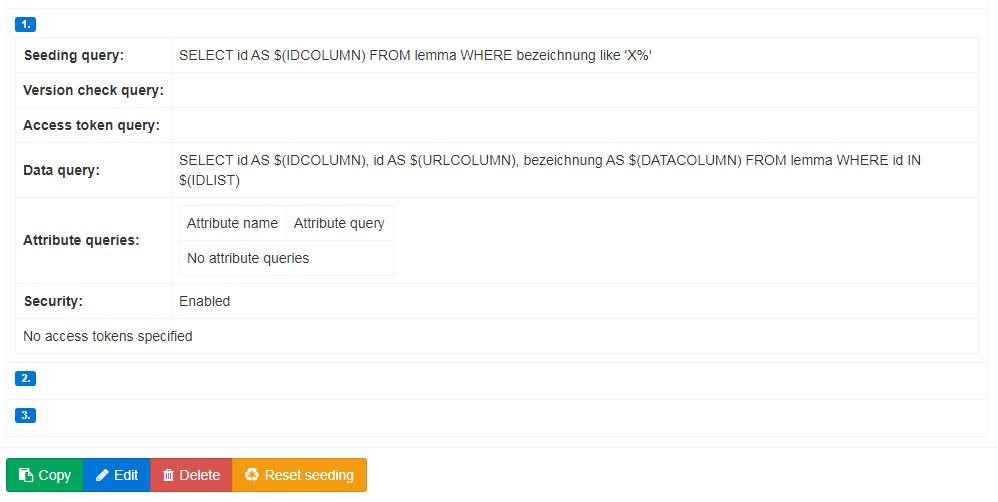 1.
Seeding query: SELECT id AS $(IDCOLUMN) FROM lemma WHERE bezeichnung like 'X%'
Version check query:
Access token query:
Data query: SELECT id AS $(IDCOLUMN), id AS $(URLCOLUMN), bezeichnung AS $(DATACOLUMN) FROM lemma WHERE id IN
$(IDLIST)
Attribute queries:
Attribute name Attribute query
No attribute queries
Security: Enabled
No access tokens specified
2.
3.
Copy Edit Delete Reset seeding